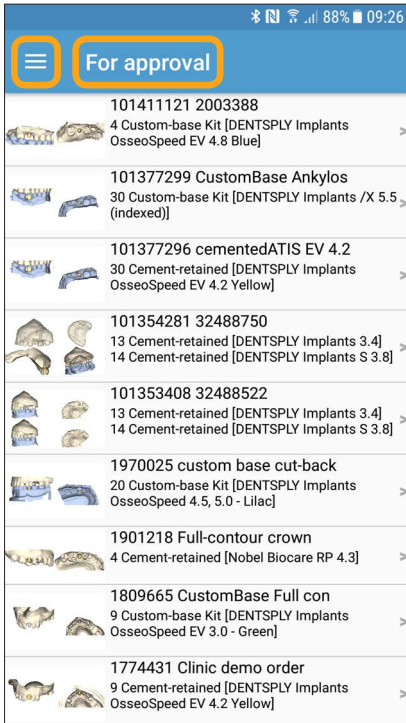 88% 09:26
For approval
101411121 2003388
4 Custom-base Kit [DENTSPLY Implants
OsseoSpeed EV 4.8 Blue]
101377299 CustomBase Ankylos
30 Custom-base Kit [DENTSPLY Implants /X 5.5
(indexed)]
101377296 cementedATIS EV 4.2
30 Cement-retained [DENTSPLY Implants
OsseoSpeed EV 4.2 Yellow]
101354281 32488750
13 Cement-retained [DENTSPLY Implants 3.4]
14 Cement-retained [DENTSPLY Implants S 3.8]
101353408 32488522
13 Cement-retained [DENTSPLY Implants 3.4]
14 Cement-retained [DENTSPLY Implants S 3.8]
1970025 custom base cut-back
20 Custom-base Kit [DENTSPLY Implants
OsseoSpeed 4.5, 5.0 - Lilac]
1901218 Full-contour crown
4 Cement-retained [Nobel Biocare RP 4.3]
1809665 CustomBase Full con
9 Custom-base Kit [DENTSPLY Implants
OsseoSpeed EV 3.0 - Green]
1774431 Clinic demo order
9 Cement-retained [DENTSPLY Implants
OsseoSpeed EV 4.2 Yellow]